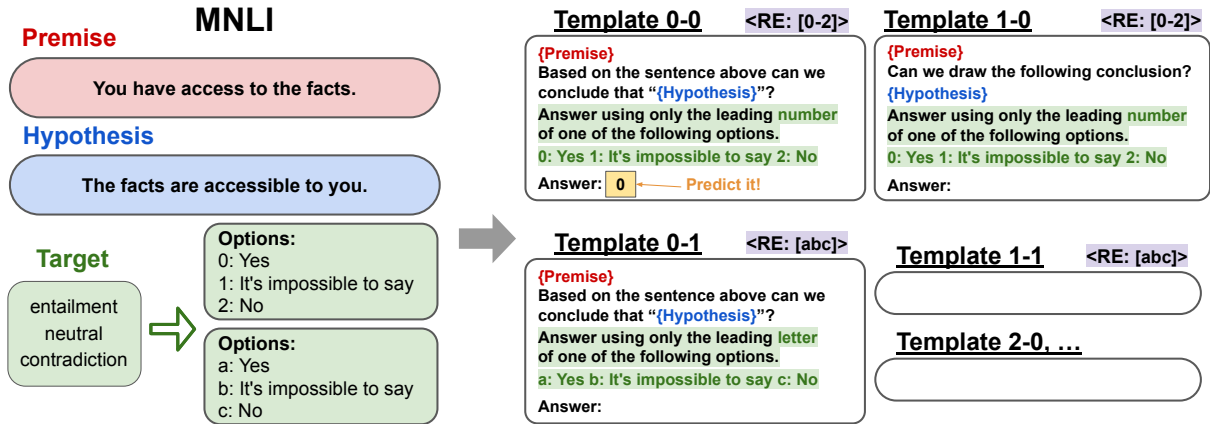 MNLI
Premise
You have access to the facts.
Hypothesis
The facts are accessible to you.
Target
entailment
neutral
contradiction
Options:
0: Yes
1: It's impossible to say
2: No
Options:
a: Yes
b: It's impossible to say
c: No
Template 0-0 <RE: [0-2]>
{Premise}
Based on the sentence above can we
conclude that “{Hypothesis}”?
Answer using only the leading number
of one of the following options.
0: Yes 1: It's impossible to say 2: No
Answer: 0 Predict it!
Template 1-0 <RE: [0-2]>
{Premise}
Can we draw the following conclusion?
{Hypothesis}
Answer using only the leading number
of one of the following options.
0: Yes 1: It's impossible to say 2: No
Answer:
Template 0-1 <RE: [abc]>
{Premise}
Based on the sentence above can we
conclude that “{Hypothesis}”?
Answer using only the leading letter
of one of the following options.
a: Yes b: It's impossible to say c: No
Answer:
Template 1-1 <RE: [abc]>
Template 2-0, …